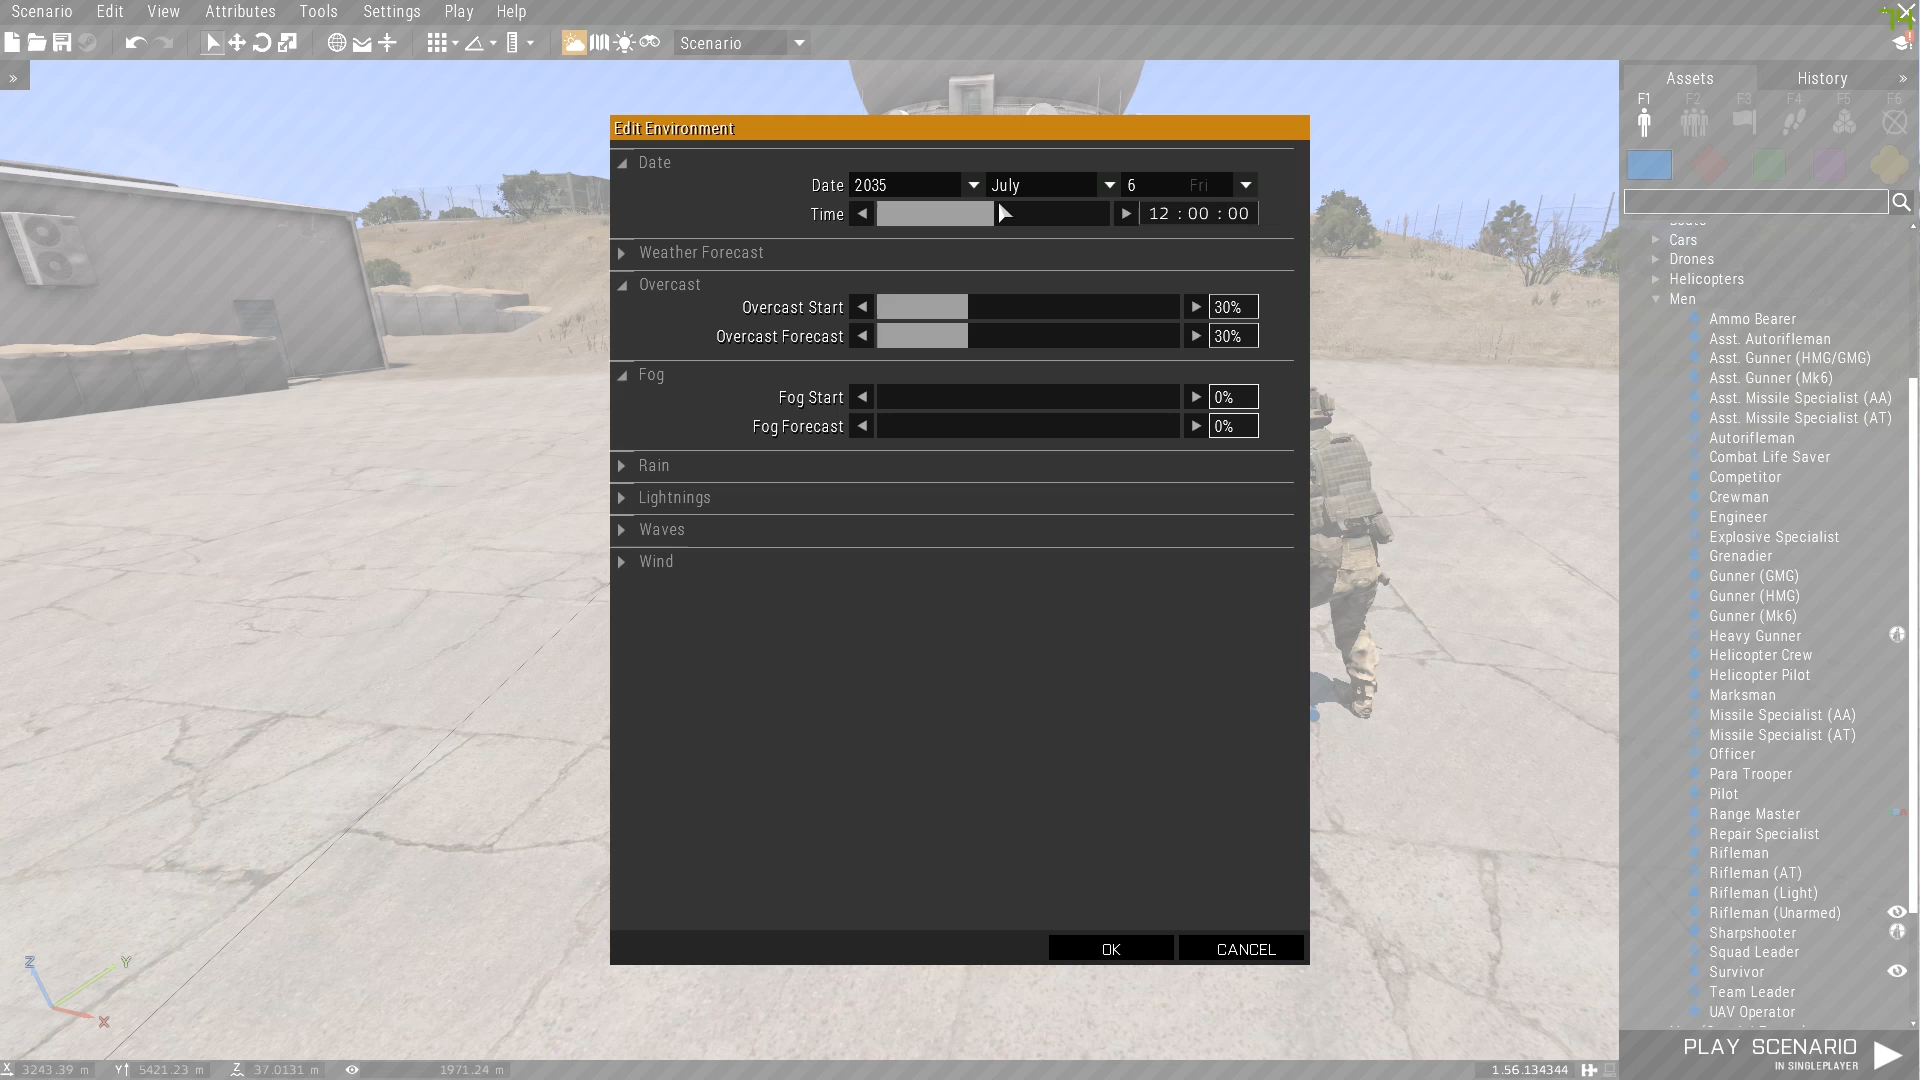 Scenario Edit View Attributes Tools Settings Play Help
74
Scenario
Assets History
F1 F2 F3 F4 F5 F6
Edit Environment
Date
Date 2035 July 6 Fri
Time 12 : 00 : 00
Weather Forecast
Overcast
Overcast Start 30%
Overcast Forecast 30%
Fog
Fog Start 0%
Fog Forecast 0%
Rain
Lightnings
Waves
Wind
OK CANCEL
Cars
Drones
Helicopters
Men
Ammo Bearer
Asst. Autorifleman
Asst. Gunner (HMG/GMG)
Asst. Gunner (Mk6)
Asst. Missile Specialist (AA)
Asst. Missile Specialist (AT)
Autorifleman
Combat Life Saver
Competitor
Crewman
Engineer
Explosive Specialist
Grenadier
Gunner (GMG)
Gunner (HMG)
Gunner (Mk6)
Heavy Gunner
Helicopter Crew
Helicopter Pilot
Marksman
Missile Specialist (AA)
Missile Specialist (AT)
Officer
Para Trooper
Pilot
Range Master
Repair Specialist
Rifleman
Rifleman (AT)
Rifleman (Light)
Rifleman (Unarmed)
Sharpshooter
Squad Leader
Survivor
Team Leader
UAV Operator
PLAY SCENARIO
IN SINGLEPLAYER
Z Y
X
X 3243.39 m Y 5421.23 m Z 37.0131 m 1971.24 m 1.56.134344